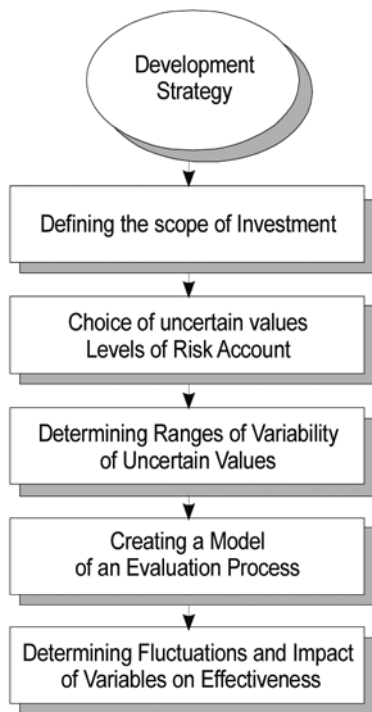 Development
Strategy
Defining the scope of Investment
Choice of uncertain values
Levels of Risk Account
Determining Ranges of Variability
of Uncertain Values
Creating a Model
of an Evaluation Process
Determining Fluctuations and Impact
of Variables on Effectiveness